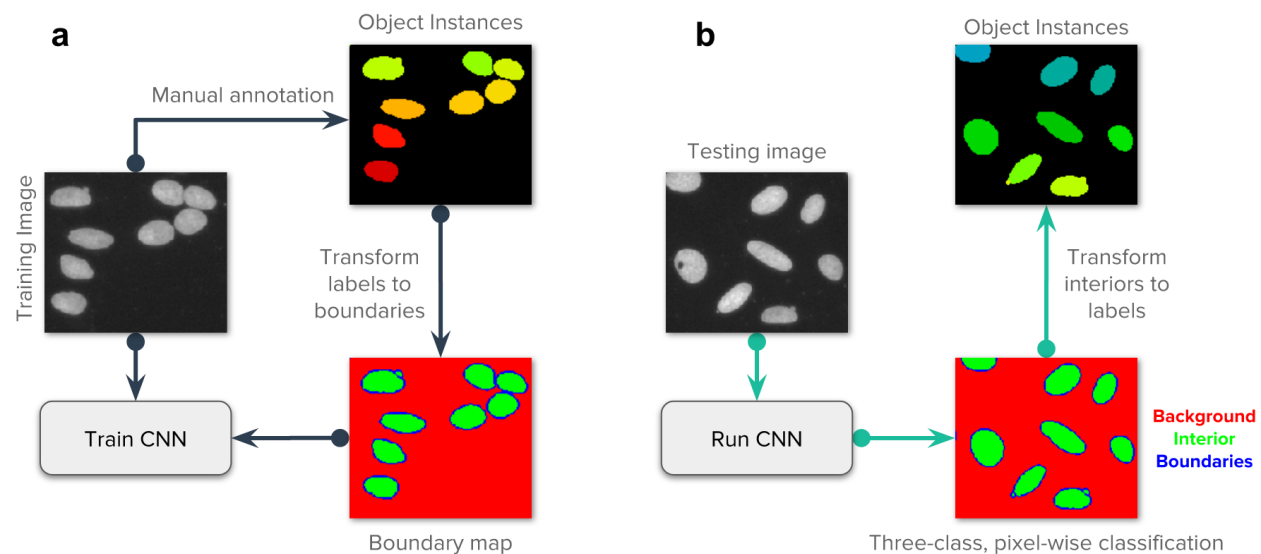 a
Object Instances
Manual annotation
Training Image
Transform
labels to
boundaries
Train CNN
Boundary map
b
Object Instances
Testing image
Transform
interiors to
labels
Run CNN
Background
Interior
Boundaries
Three-class, pixel-wise classification